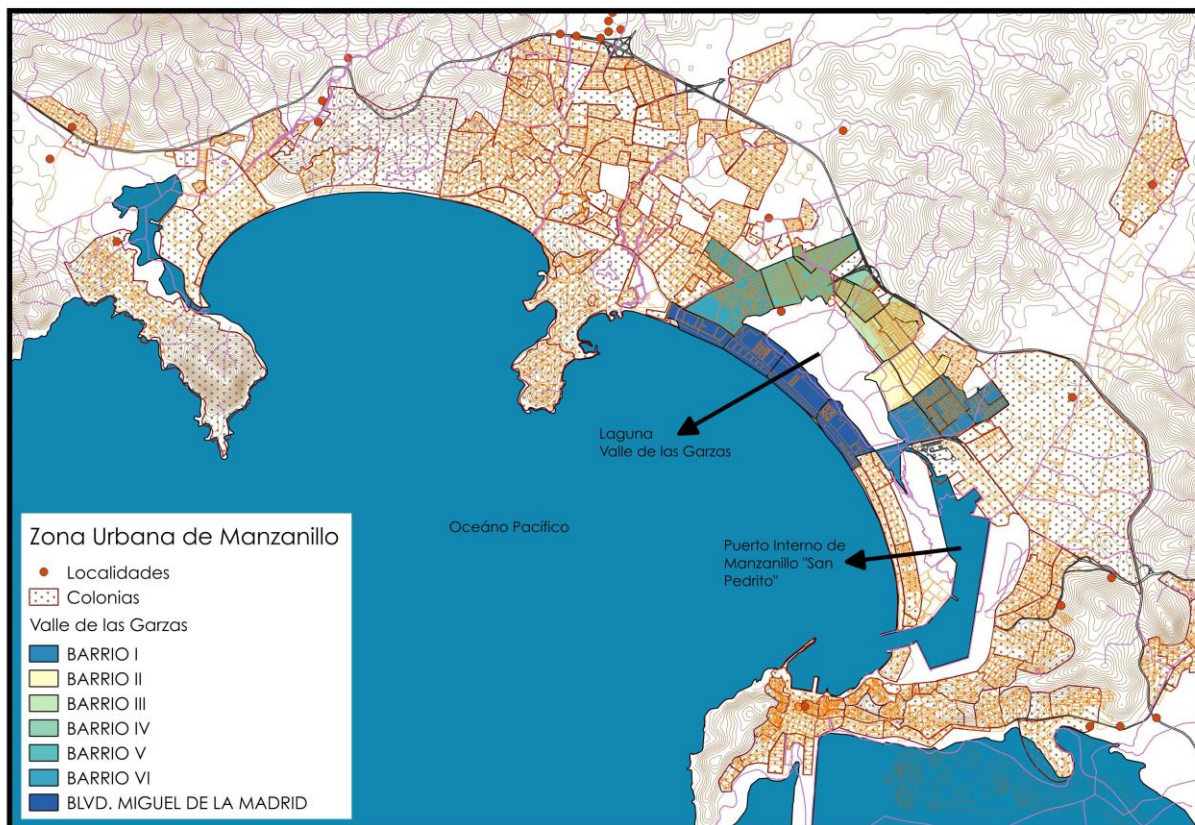 Laguna
Valle de las Garzas
Oceáno Pacífico
Puerto Interno de
Manzanillo "San
Pedrito"
Zona Urbana de Manzanillo
Localidades
Colonias
Valle de las Garzas
BARRIO I
BARRIO II
BARRIO III
BARRIO IV
BARRIO V
BARRIO VI
BLVD. MIGUEL DE LA MADRID